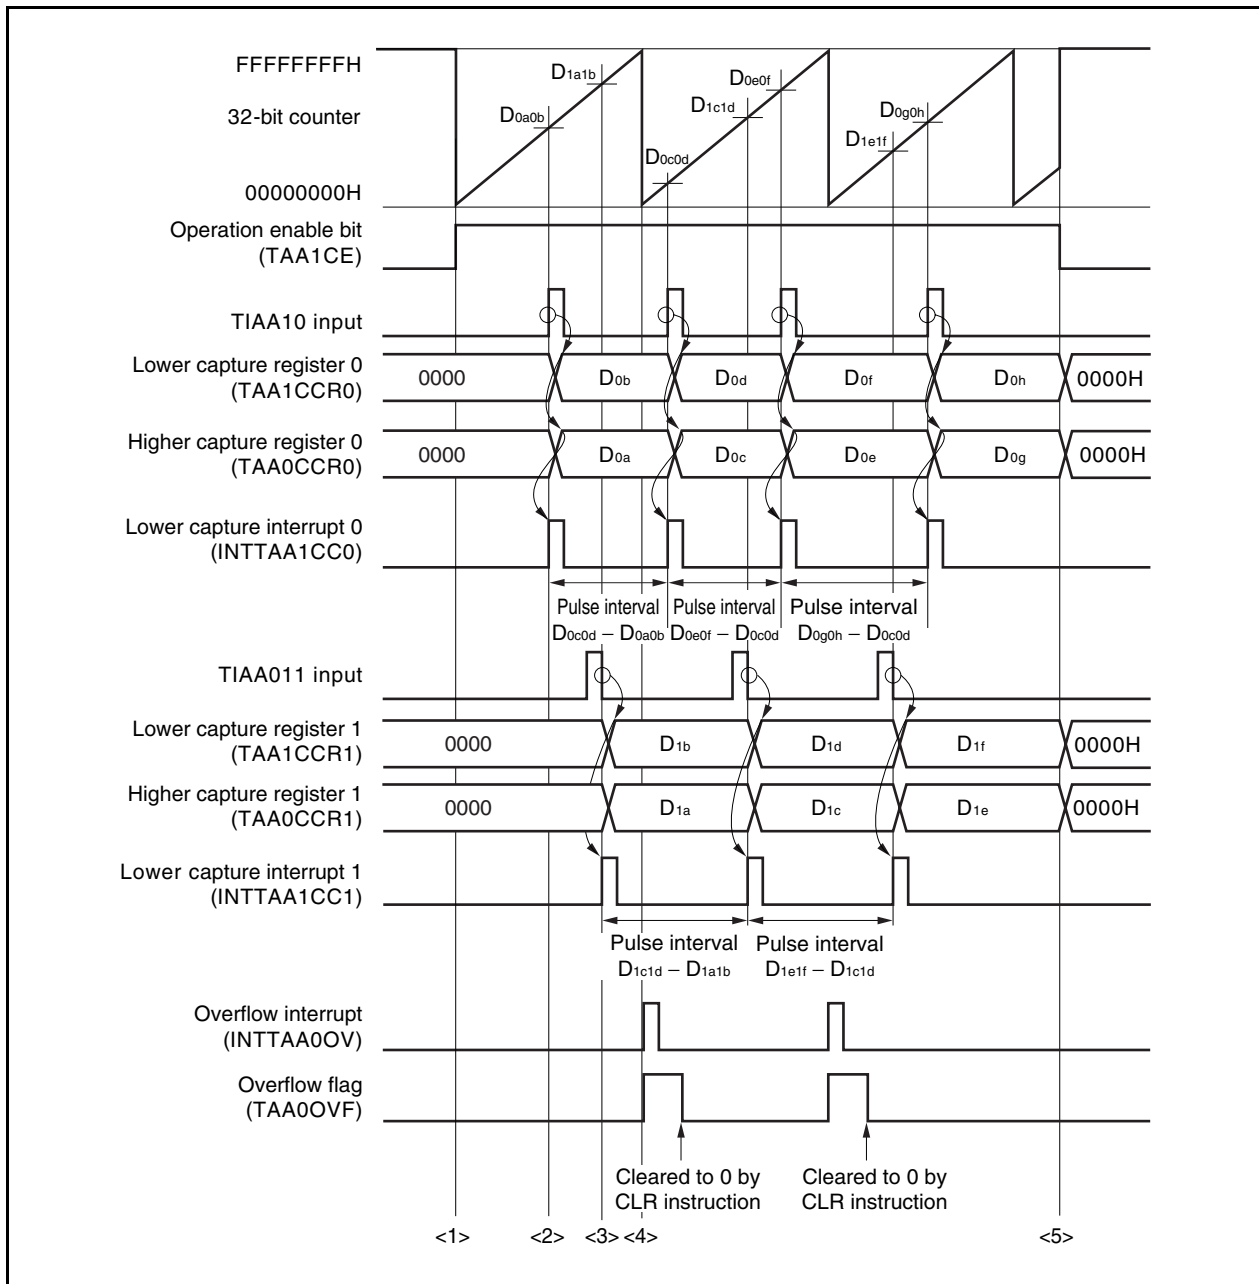 FFFFFFFFH
32-bit counter
00000000H
D0a0b
D1a1b
D0c0d
D1c1d
D0e0f
D1e1f
D0g0h
Operation enable bit
(TAA1CE)
TIAA10 input
Lower capture register 0
(TAA1CCR0)
0000 D0b D0d D0f D0h 0000H
Higher capture register 0
(TAA0CCR0)
0000 D0a D0c D0e D0g 0000H
Lower capture interrupt 0
(INTTAA1CC0)
Pulse interval Pulse interval Pulse interval
D0c0d – D0a0b D0e0f – D0c0d D0g0h – D0c0d
TIAA011 input
Lower capture register 1
(TAA1CCR1)
0000 D1b D1d D1f 0000H
Higher capture register 1
(TAA0CCR1)
0000 D1a D1c D1e 0000H
Lower capture interrupt 1
(INTTAA1CC1)
Pulse interval Pulse interval
D1c1d – D1a1b D1e1f – D1c1d
Overflow interrupt
(INTTAA0OV)
Overflow flag
(TAA0OVF)
Cleared to 0 by Cleared to 0 by
CLR instruction CLR instruction
<1> <2> <3> <4> <5>